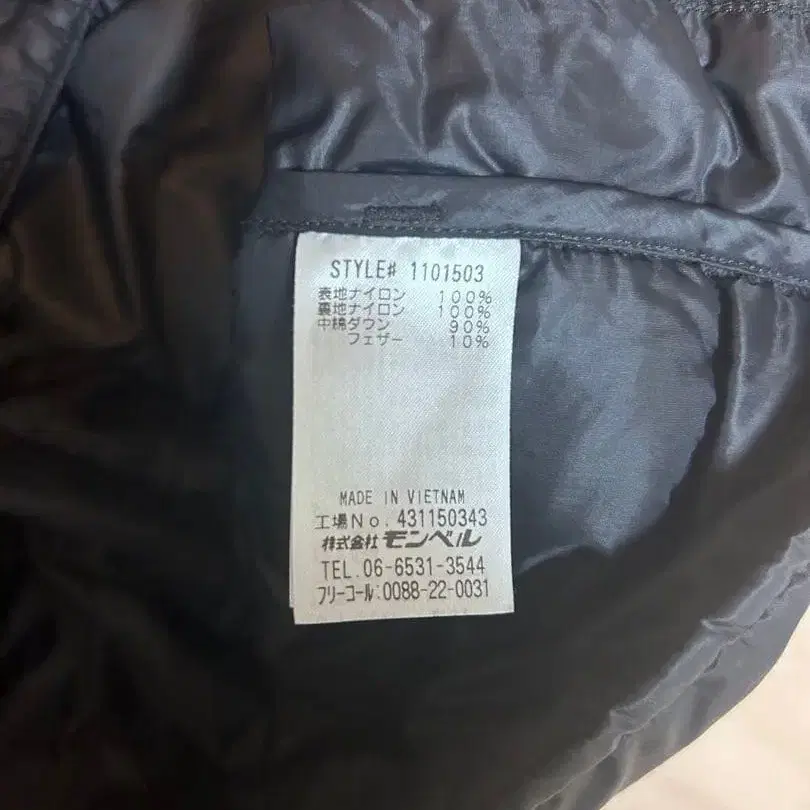 STYLE# 1101503
表地ナイロン 100%
裏地ナイロン 100%
中綿ダウン 90%
フェザー 10%
MADE IN VIETNAM
工場No. 431150343
株式会社 モンベル
TEL. 06-6531-3544
フリーコール:0088-22-0031